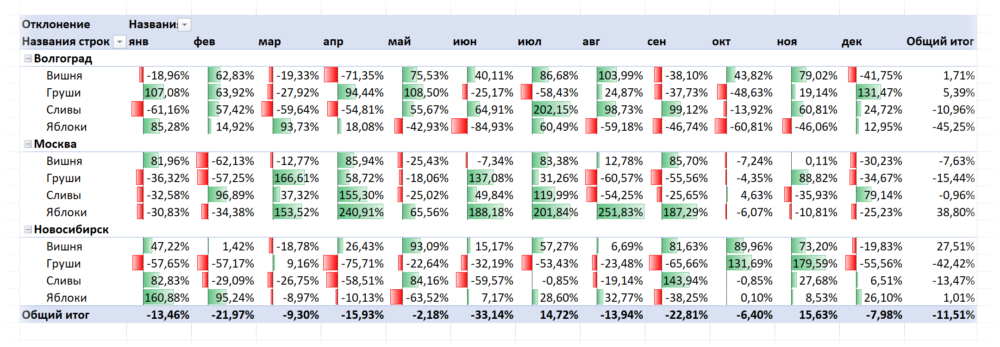 Отклонение Названия
Названия строк янв фев мар апр май июн июл авг сен окт ноя дек Общий итог
Волгоград
Вишня -18,96% 62,83% -19,33% -71,35% 75,53% 40,11% 86,68% 103,99% -38,10% 43,82% 79,02% -41,75% 1,71%
Груши 107,08% 63,92% -27,92% 94,44% 108,50% -25,17% -58,43% 24,87% -37,73% -48,63% 19,14% 131,47% 5,39%
Сливы -61,16% 57,42% -59,64% -54,81% 55,67% 64,91% 202,15% 98,73% 99,12% -13,92% 60,81% 24,72% -10,96%
Яблоки 85,28% 14,92% 93,73% 18,08% -42,93% -84,93% 60,49% -59,18% -46,74% -60,81% -46,06% 12,95% -45,25%
Москва
Вишня 81,96% -62,13% -12,77% 85,94% -25,43% -7,34% 83,38% 12,78% 85,70% -7,24% 0,11% -30,23% -7,63%
Груши -36,32% -57,25% 166,61% 58,72% -18,06% 137,08% 31,26% -60,57% -55,56% -4,35% 88,82% -34,67% -15,44%
Сливы -32,58% 96,89% 37,32% 155,30% -25,02% 49,84% 119,99% -54,25% -25,65% 4,63% -35,93% 79,14% -0,96%
Яблоки -30,83% -34,38% 153,52% 240,91% 65,56% 188,18% 201,84% 251,83% 187,29% -6,07% -10,81% -25,23% 38,80%
Новосибирск
Вишня 47,22% 1,42% -18,78% 26,43% 93,09% 15,17% 57,27% 6,69% 81,63% 89,96% 73,20% -19,83% 27,51%
Груши -57,65% -57,17% 9,16% -75,71% -22,64% -32,19% -53,43% -23,48% -65,66% 131,69% 179,59% -55,56% -42,42%
Сливы 82,83% -29,09% -26,75% -58,51% 84,16% -59,57% -0,85% -19,14% 143,94% -0,85% 27,68% 6,51% -13,47%
Яблоки 160,88% 95,24% -8,97% -10,13% -63,52% 7,17% 28,60% 32,77% -38,25% 0,10% 8,53% 26,10% 1,01%
Общий итог -13,46% -21,97% -9,30% -15,93% -2,18% -33,14% 14,72% -13,94% -22,81% -6,40% 15,63% -7,98% -11,51%